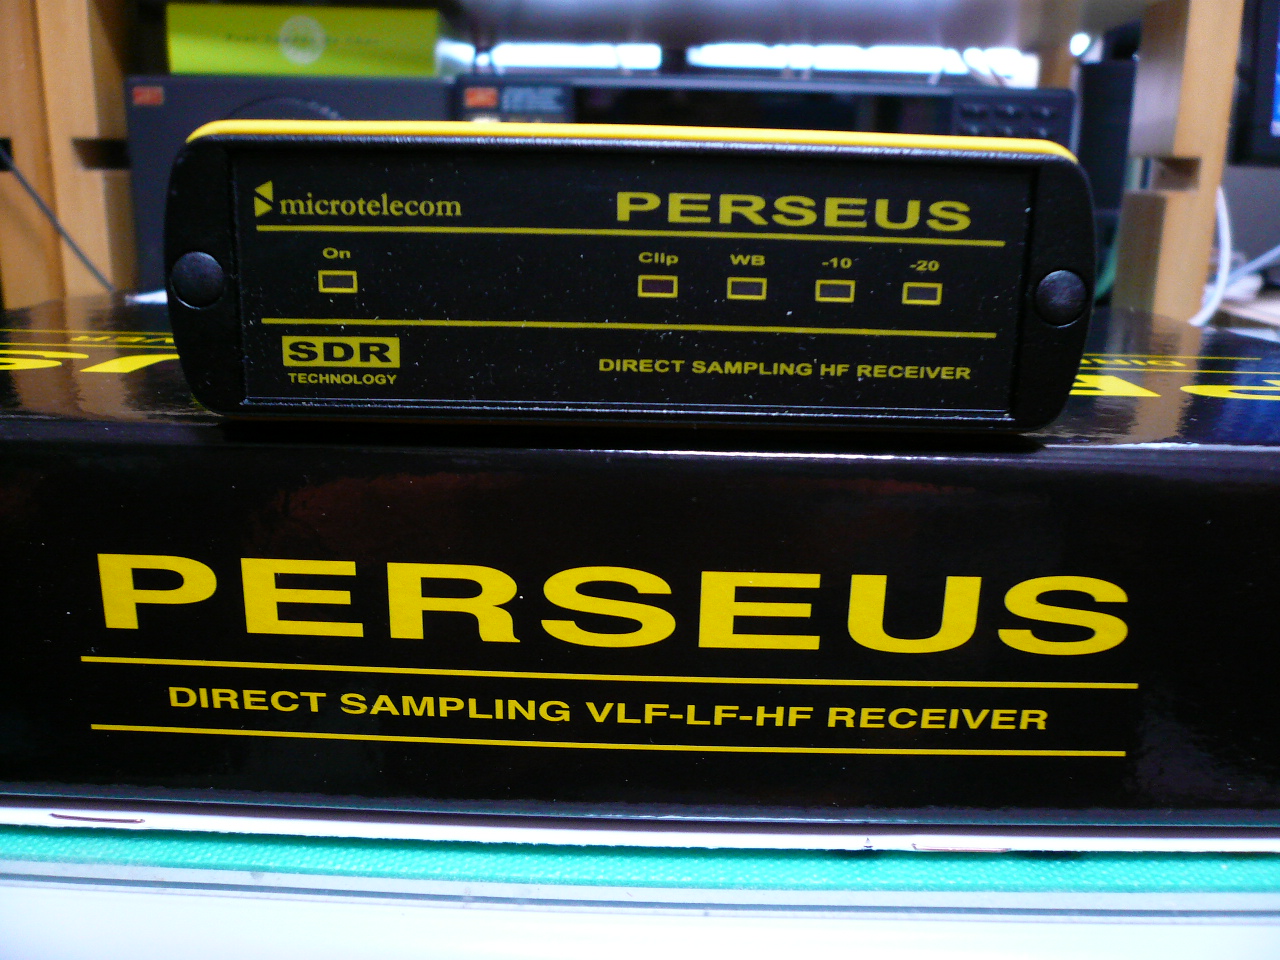 microtelecom
PERSEUS
On
Clip
WB
-10
-20
SDR
TECHNOLOGY
DIRECT SAMPLING HF RECEIVER
PERSEUS
DIRECT SAMPLING VLF-LF-HF RECEIVER